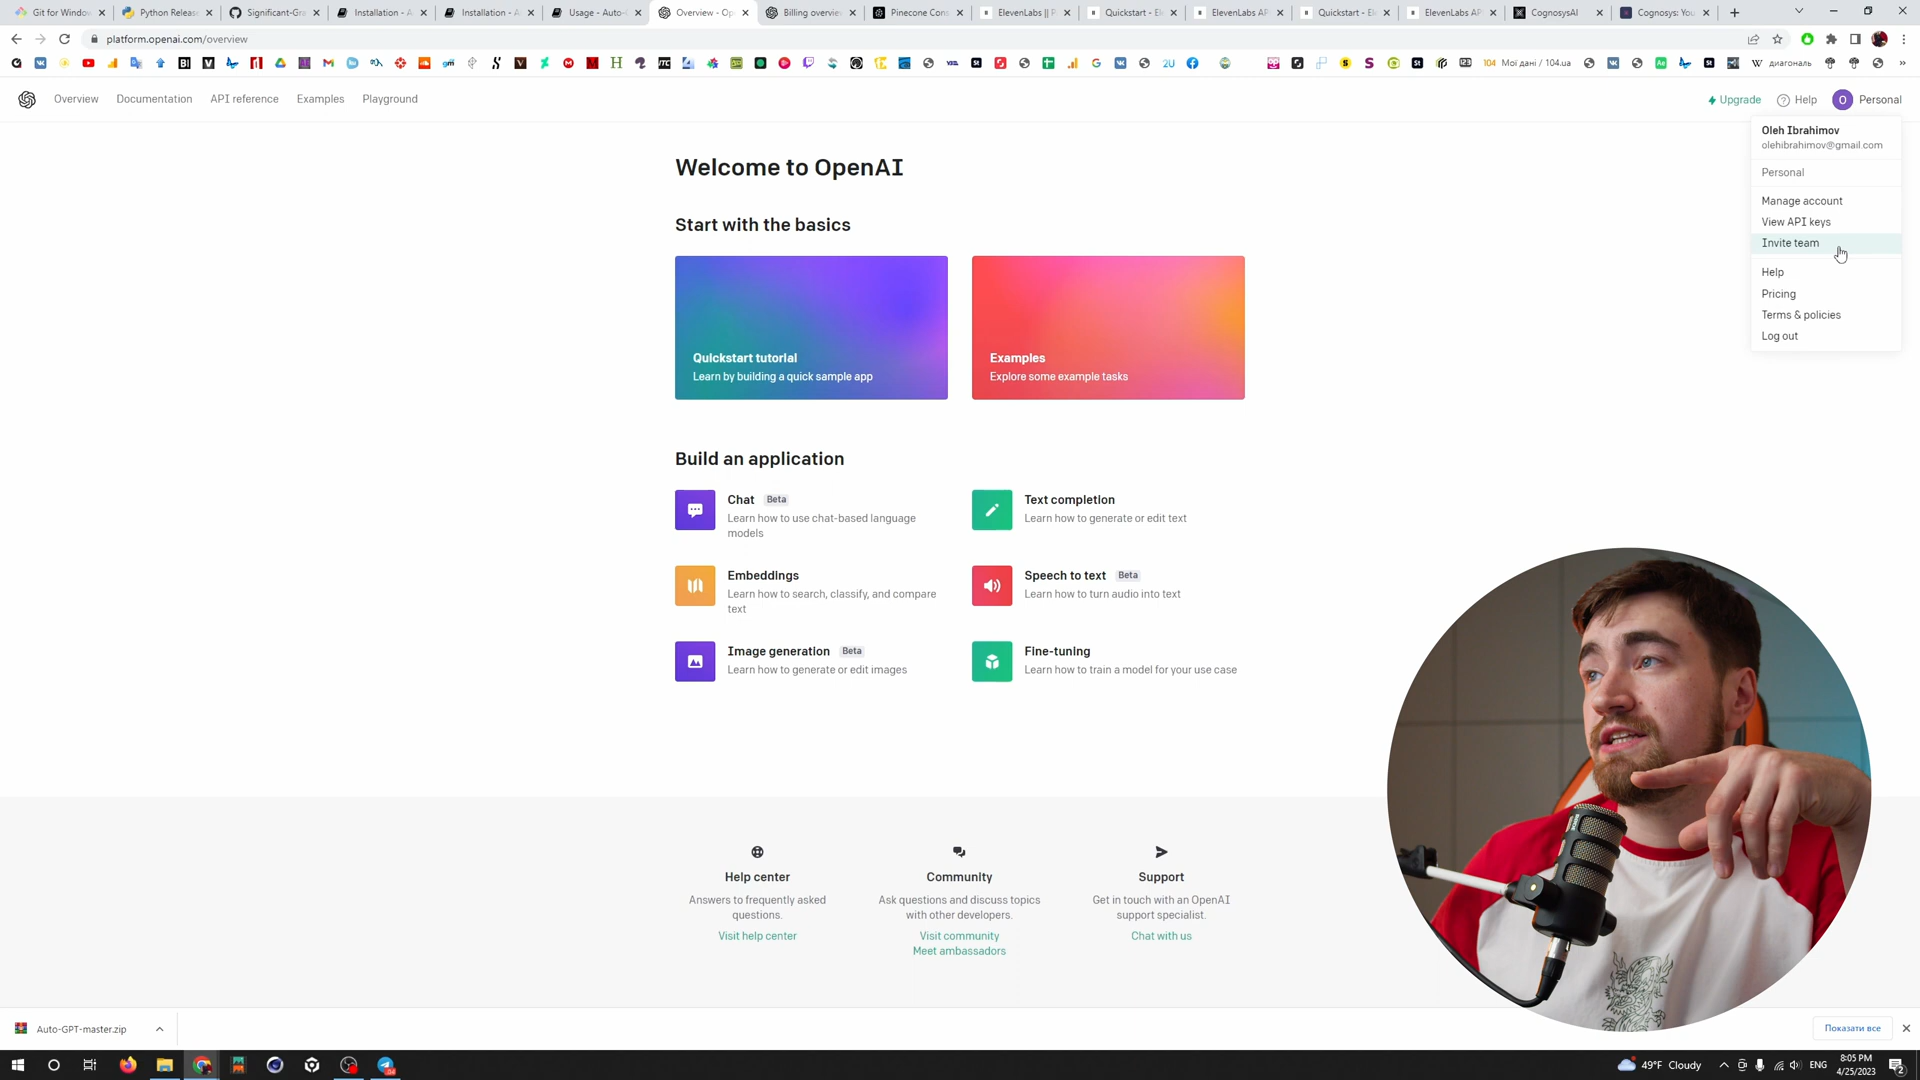 Git for Window
Python Releas
Significant-Gra
Installation - A
Installation - A
Usage - Auto-
Overview - Op
Billing overvie
Pinecone Con
ElevenLabs || P
Quickstart - El
ElevenLabs AP
Quickstart - El
ElevenLabs AP
CognosysAI
Cognosys: You
platform.openai.com/overview
104 Мої дані / 104.ua
диагональ
Overview
Documentation
API reference
Examples
Playground
Upgrade
Help
O
Personal
Oleh Ibrahimov
olehibrahimov@gmail.com
Personal
Manage account
View API keys
Invite team
Help
Pricing
Terms & policies
Log out
Welcome to OpenAI
Start with the basics
Quickstart tutorial
Learn by building a quick sample app
Examples
Explore some example tasks
Build an application
Chat Beta
Learn how to use chat-based language
models
Text completion
Learn how to generate or edit text
Embeddings
Learn how to search, classify, and compare
text
Speech to text Beta
Learn how to turn audio into text
Image generation Beta
Learn how to generate or edit images
Fine-tuning
Learn how to train a model for your use case
Help center
Answers to frequently asked
questions.
Visit help center
Community
Ask questions and discuss topics
with other developers.
Visit community
Meet ambassadors
Support
Get in touch with an OpenAI
support specialist.
Chat with us
Auto-GPT-master.zip
Показати все
49°F Cloudy
ENG
8:05 PM
4/25/2023